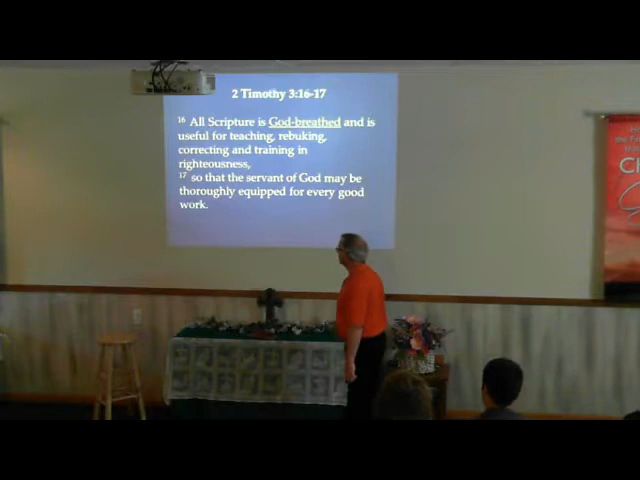 2 Timothy 3:16-17
16 All Scripture is God-breathed and is
useful for teaching, rebuking,
correcting and training in
righteousness,
17 so that the servant of God may be
thoroughly equipped for every good
work.